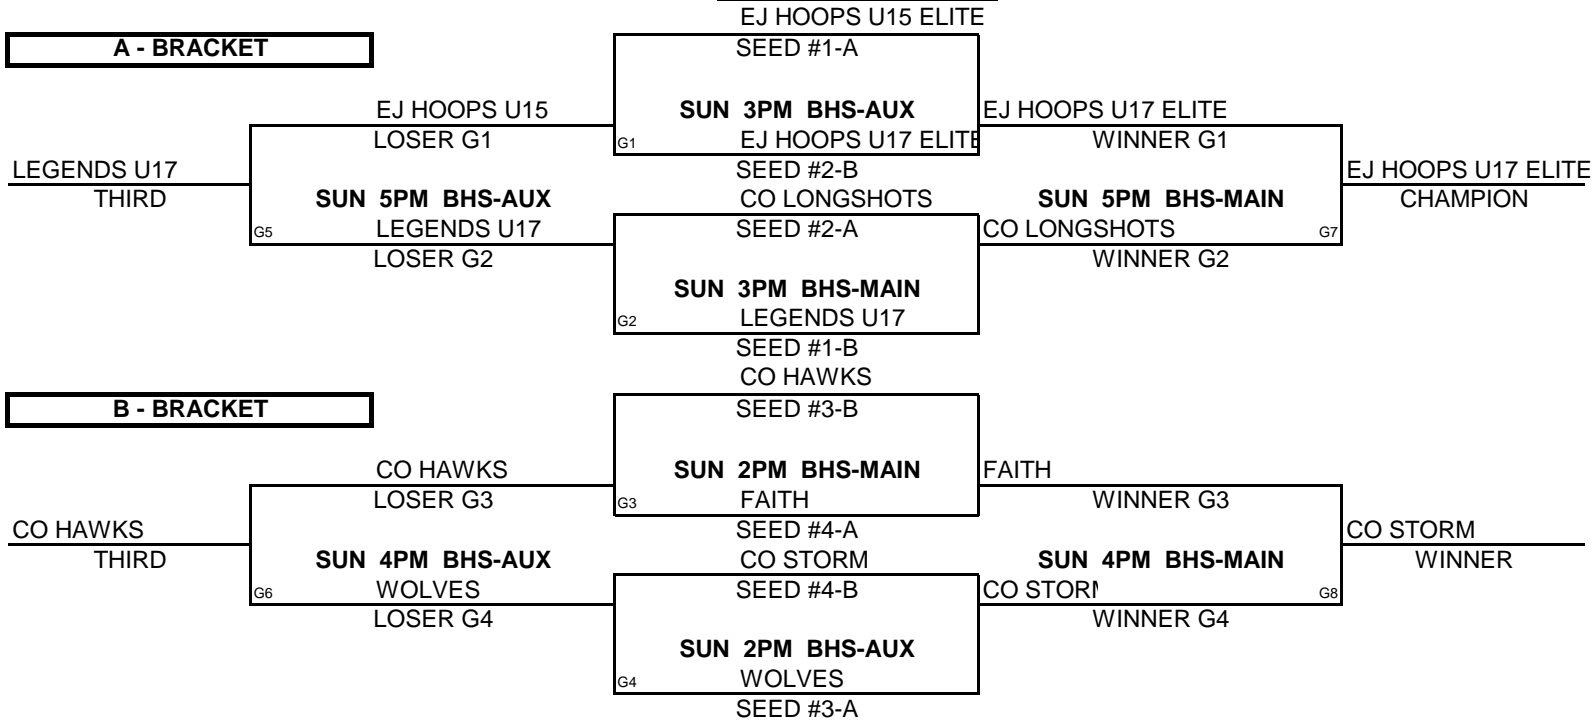 EJ HOOPS U15 ELITE
A - BRACKET
SEED #1-A
EJ HOOPS U15
SUN 3PM BHS-AUX
EJ HOOPS U17 ELITE
LOSER G1
G1
EJ HOOPS U17 ELITE
WINNER G1
LEGENDS U17
SEED #2-B
EJ HOOPS U17 ELITE
THIRD
SUN 5PM BHS-AUX
CO LONGSHOTS
SUN 5PM BHS-MAIN
CHAMPION
G5
LEGENDS U17
SEED #2-A
CO LONGSHOTS
G7
LOSER G2
WINNER G2
SUN 3PM BHS-MAIN
G2
LEGENDS U17
SEED #1-B
CO HAWKS
B - BRACKET
SEED #3-B
CO HAWKS
SUN 2PM BHS-MAIN
FAITH
LOSER G3
G3
FAITH
WINNER G3
CO HAWKS
SEED #4-A
CO STORM
THIRD
SUN 4PM BHS-AUX
CO STORM
SUN 4PM BHS-MAIN
WINNER
G6
WOLVES
SEED #4-B
CO STORM
G8
LOSER G4
WINNER G4
SUN 2PM BHS-AUX
G4
WOLVES
SEED #3-A